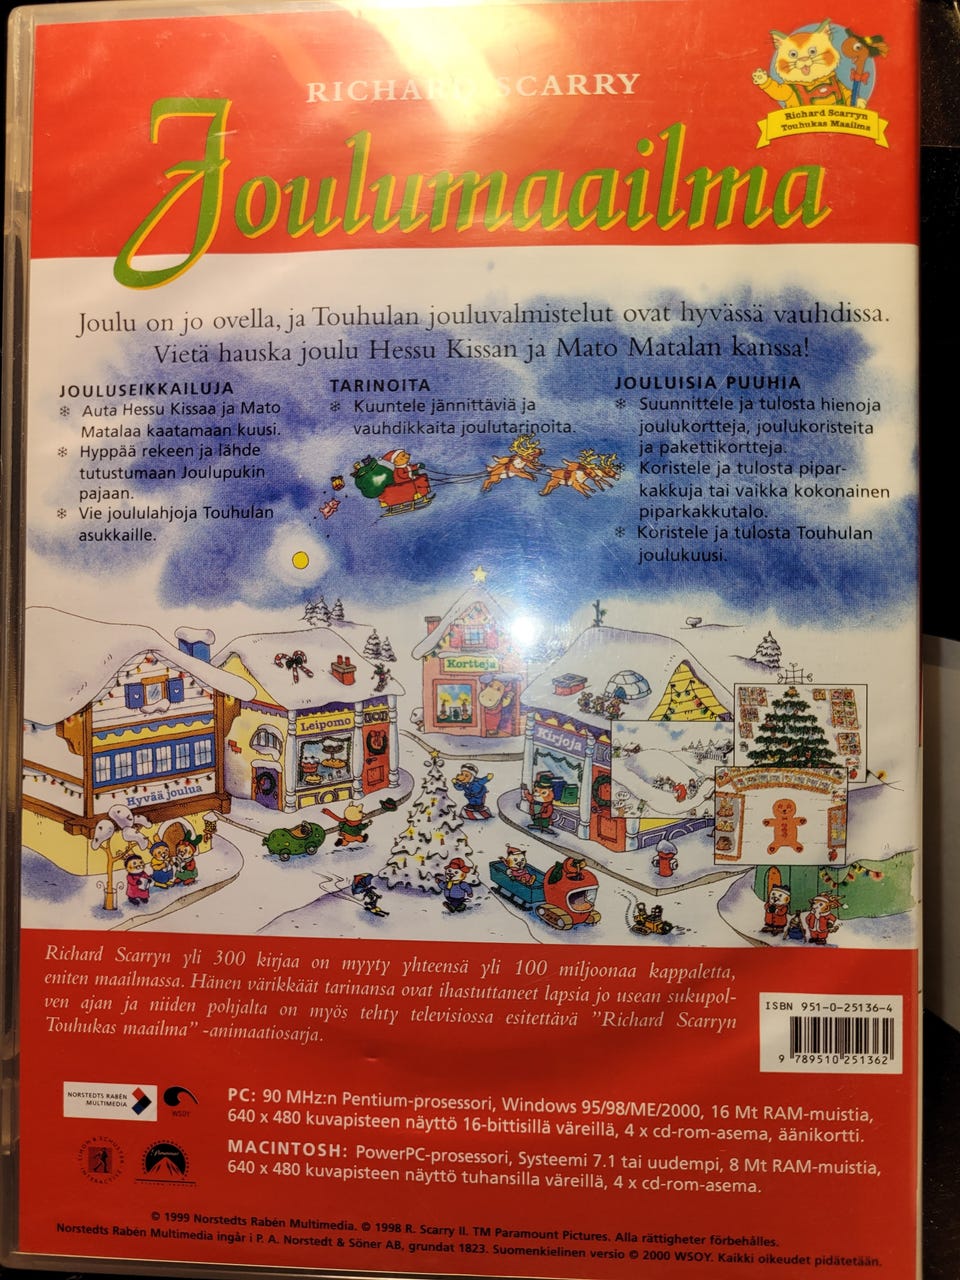 RICHARD SCARRY
Joulumaailma
Richard Scarryn
Touhukas Maailma
Joulu on jo ovella, ja Touhulan jouluvalmistelut ovat hyvässä vauhdissa.
Vietä hauska joulu Hessu Kissan ja Mato Matalan kanssa!
JOULUSEIKKAILUJA
❄ Auta Hessu Kissaa ja Mato
Matalaa kaatamaan kuusi.
❄ Hyppää rekeen ja lähde
tutustumaan Joulupukin
pajaan.
❄ Vie joululahjoja Touhulan
asukkaille.
TARINOITA
❄ Kuuntele jännittäviä ja
vauhdikkaita joulutarinoita.
JOULUISIA PUUHIA
❄ Suunnittele ja tulosta hienoja
joulukortteja, joulukoristeita
ja pakettikortteja.
❄ Koristele ja tulosta pipar-
kakkuja tai vaikka kokonainen
piparkakkutalo.
❄ Koristele ja tulosta Touhulan
joulukuusi.
Kortteja
Leipomo
Kirjoja
Hyvää joulua
Richard Scarryn yli 300 kirjaa on myyty yhteensä yli 100 miljoonaa kappaletta,
eniten maailmassa. Hänen värikkäät tarinansa ovat ihastuttaneet lapsia jo usean sukupol-
ven ajan ja niiden pohjalta on myös tehty televisiossa esitettävä ”Richard Scarryn
Touhukas maailma” -animaatiosarja.
ISBN 951-0-25136-4
9 789510 251362
NORSTEDTS RABÉN
MULTIMEDIA
WSOY
SIMON & SCHUSTER
INTERACTIVE
Paramount
PC: 90 MHz:n Pentium-prosessori, Windows 95/98/ME/2000, 16 Mt RAM-muistia,
640 x 480 kuvapisteen näyttö 16-bittisillä väreillä, 4 x cd-rom-asema, äänikortti.
MACINTOSH: PowerPC-prosessori, Systeemi 7.1 tai uudempi, 8 Mt RAM-muistia,
640 x 480 kuvapisteen näyttö tuhansilla väreillä, 4 x cd-rom-asema.
© 1999 Norstedts Rabén Multimedia. © 1998 R. Scarry II. TM Paramount Pictures. Alla rättigheter förbehålles.
Norstedts Rabén Multimedia ingår i P. A. Norstedt & Söner AB, grundat 1823. Suomenkielinen versio © 2000 WSOY. Kaikki oikeudet pidätetään.